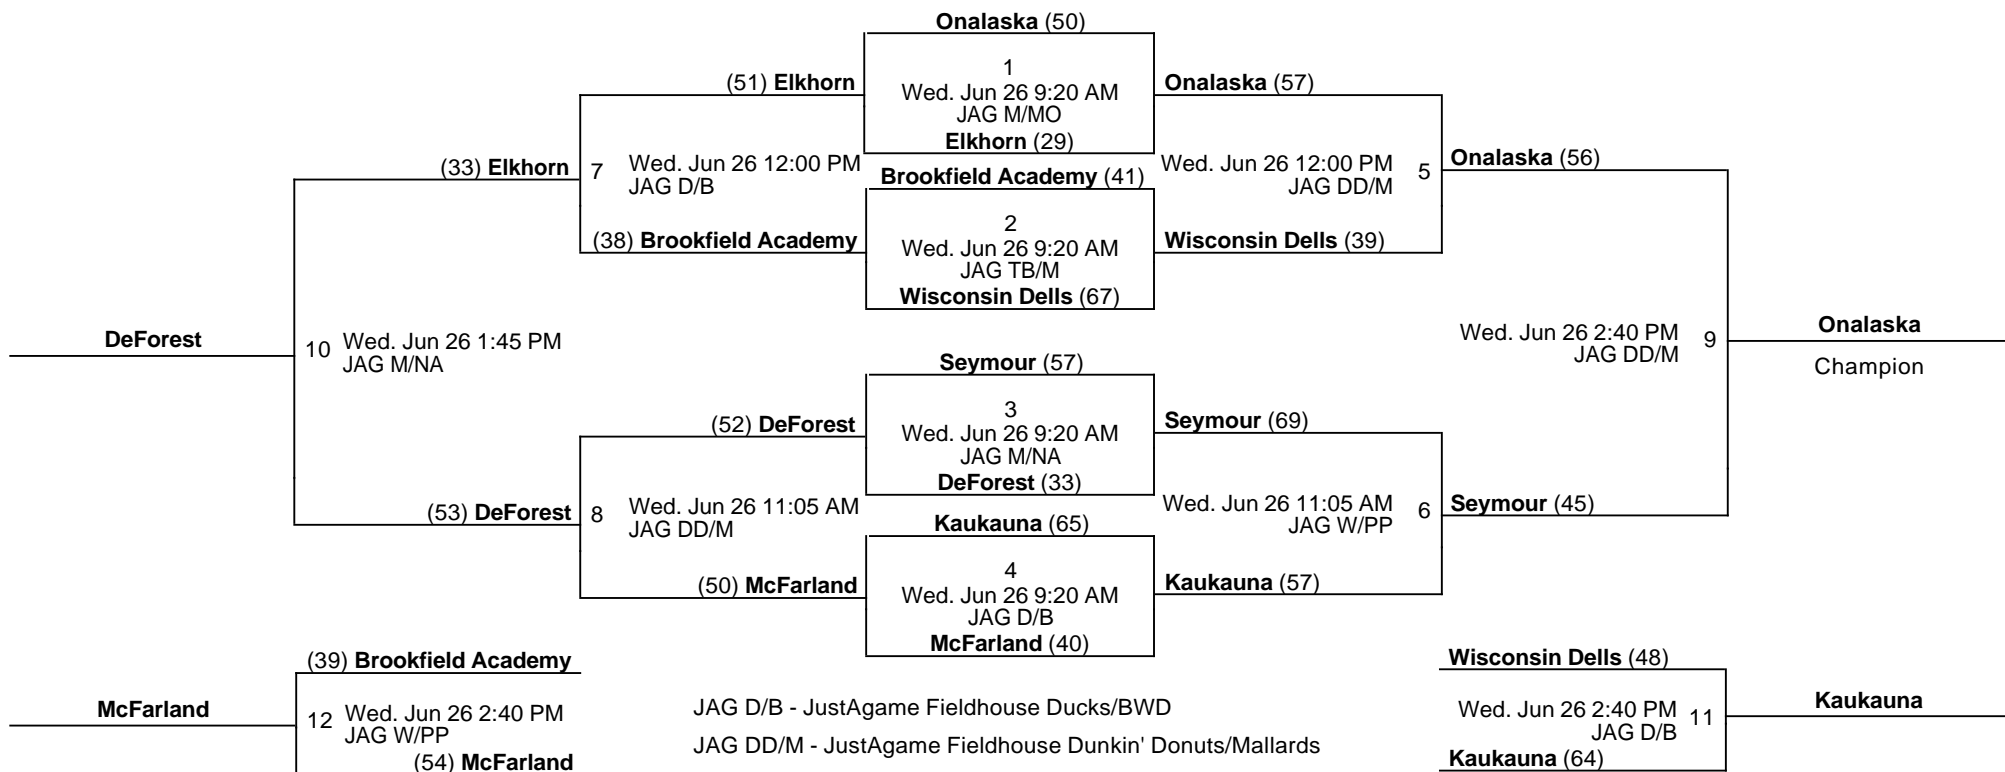 Onalaska (50)
1
Wed. Jun 26 9:20 AM
JAG M/MO
Elkhorn (29)
(51) Elkhorn
Onalaska (57)
(33) Elkhorn
7 Wed. Jun 26 12:00 PM
JAG D/B
Brookfield Academy (41)
2
Wed. Jun 26 9:20 AM
JAG TB/M
Wisconsin Dells (67)
Wed. Jun 26 12:00 PM 5
JAG DD/M
Onalaska (56)
(38) Brookfield Academy
Wisconsin Dells (39)
DeForest
10 Wed. Jun 26 1:45 PM
JAG M/NA
Wed. Jun 26 2:40 PM 9
JAG DD/M
Onalaska
Champion
Seymour (57)
3
Wed. Jun 26 9:20 AM
JAG M/NA
DeForest (33)
(52) DeForest
Seymour (69)
(53) DeForest
8 Wed. Jun 26 11:05 AM
JAG DD/M
Kaukauna (65)
4
Wed. Jun 26 9:20 AM
JAG D/B
McFarland (40)
Wed. Jun 26 11:05 AM 6
JAG W/PP
Seymour (45)
(50) McFarland
Kaukauna (57)
(39) Brookfield Academy
McFarland
12 Wed. Jun 26 2:40 PM
JAG W/PP
(54) McFarland
JAG D/B - JustAgame Fieldhouse Ducks/BWD
JAG DD/M - JustAgame Fieldhouse Dunkin' Donuts/Mallards
Wisconsin Dells (48)
Wed. Jun 26 2:40 PM 11
JAG D/B
Kaukauna (64)
Kaukauna